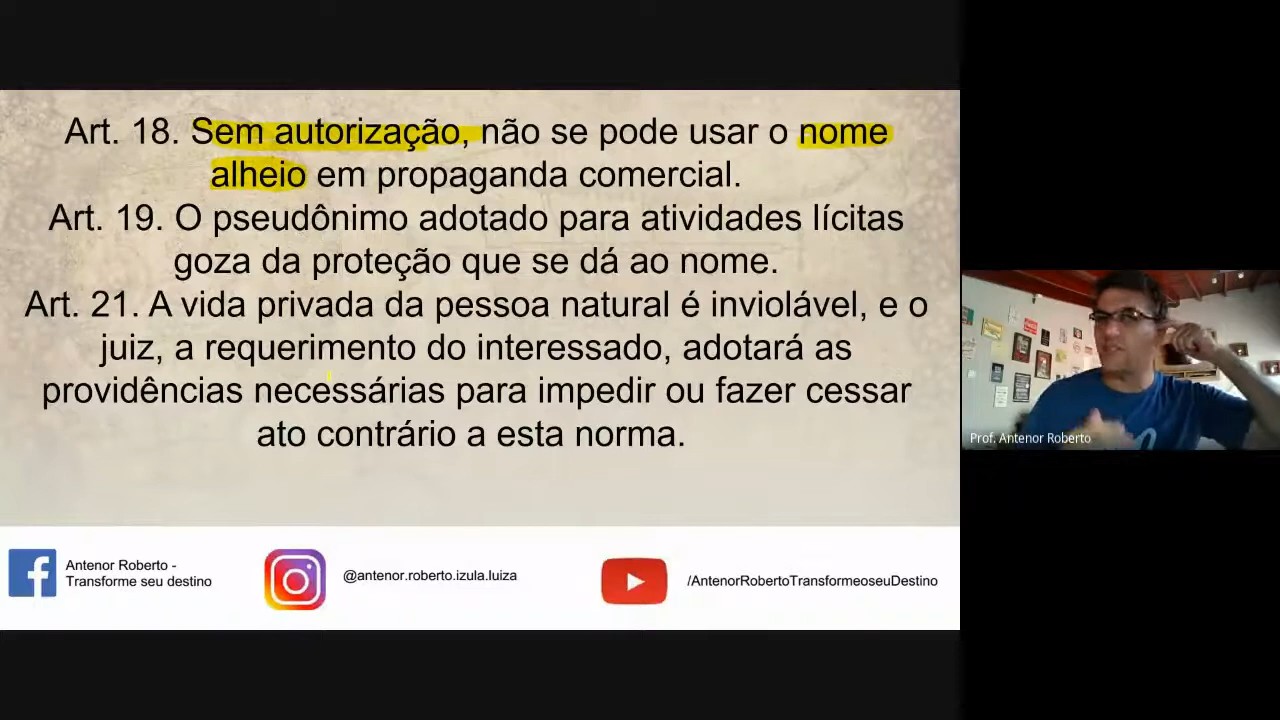 Art. 18. Sem autorização, não se pode usar o nome
alheio em propaganda comercial.
Art. 19. O pseudônimo adotado para atividades lícitas
goza da proteção que se dá ao nome.
Art. 21. A vida privada da pessoa natural é inviolável, e o
juiz, a requerimento do interessado, adotará as
providências necessárias para impedir ou fazer cessar
ato contrário a esta norma.
Prof. Antenor Roberto
Antenor Roberto -
Transforme seu destino
@antenor.roberto.izula.luiza
/AntenorRobertoTransformeoseuDestino